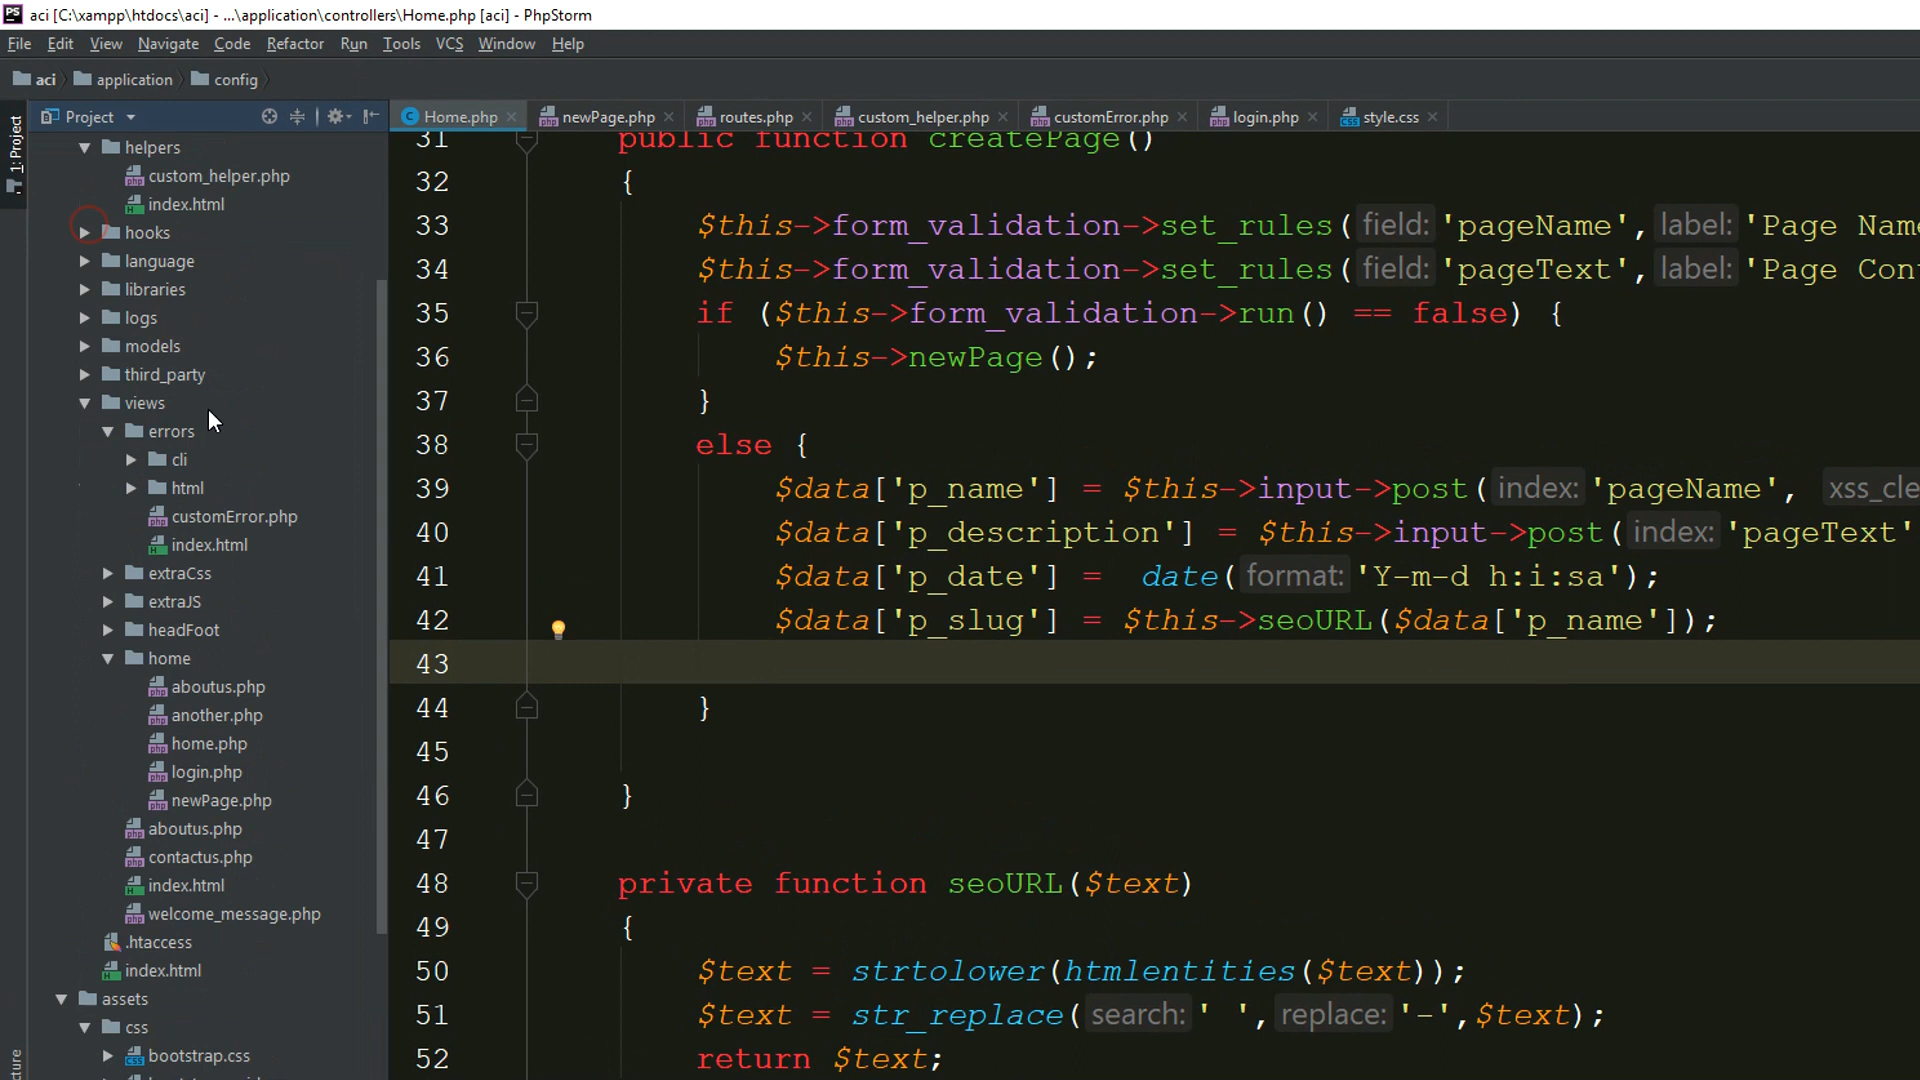 PS aci [C:\xampp\htdocs\aci] - ...\application\controllers\Home.php [aci] - PhpStorm
File Edit View Navigate Code Refactor Run Tools VCS Window Help
aci application config
1: Project
Project
Home.php newPage.php routes.php custom_helper.php customError.php login.php style.css
helpers
custom_helper.php
index.html
hooks
language
libraries
logs
models
third_party
views
errors
cli
html
customError.php
index.html
extraCss
extraJS
headFoot
home
aboutus.php
another.php
home.php
login.php
newPage.php
aboutus.php
contactus.php
index.html
welcome_message.php
.htaccess
index.html
assets
css
bootstrap.css
31 public function createPage()
32 {
33 $this->form_validation->set_rules( field: 'pageName', label: 'Page Nam
34 $this->form_validation->set_rules( field: 'pageText', label: 'Page Con
35 if ($this->form_validation->run() == false) {
36 $this->newPage();
37 }
38 else {
39 $data['p_name'] = $this->input->post( index: 'pageName', xss_cle
40 $data['p_description'] = $this->input->post( index: 'pageText'
41 $data['p_date'] = date( format: 'Y-m-d h:i:sa');
42 $data['p_slug'] = $this->seoURL($data['p_name']);
43
44 }
45
46 }
47
48 private function seoURL($text)
49 {
50 $text = strtolower(htmlentities($text));
51 $text = str_replace( search: ' ', replace: '-',$text);
52 return $text;